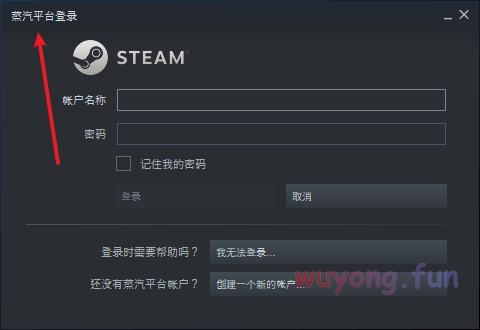 蒸汽平台登录
STEAM
帐户名称
密码
记住我的密码
登录 取消
登录时需要帮助吗？ 我无法登录...
还没有蒸汽平台帐户？ 创建一个新的帐户...
wuyong.fun